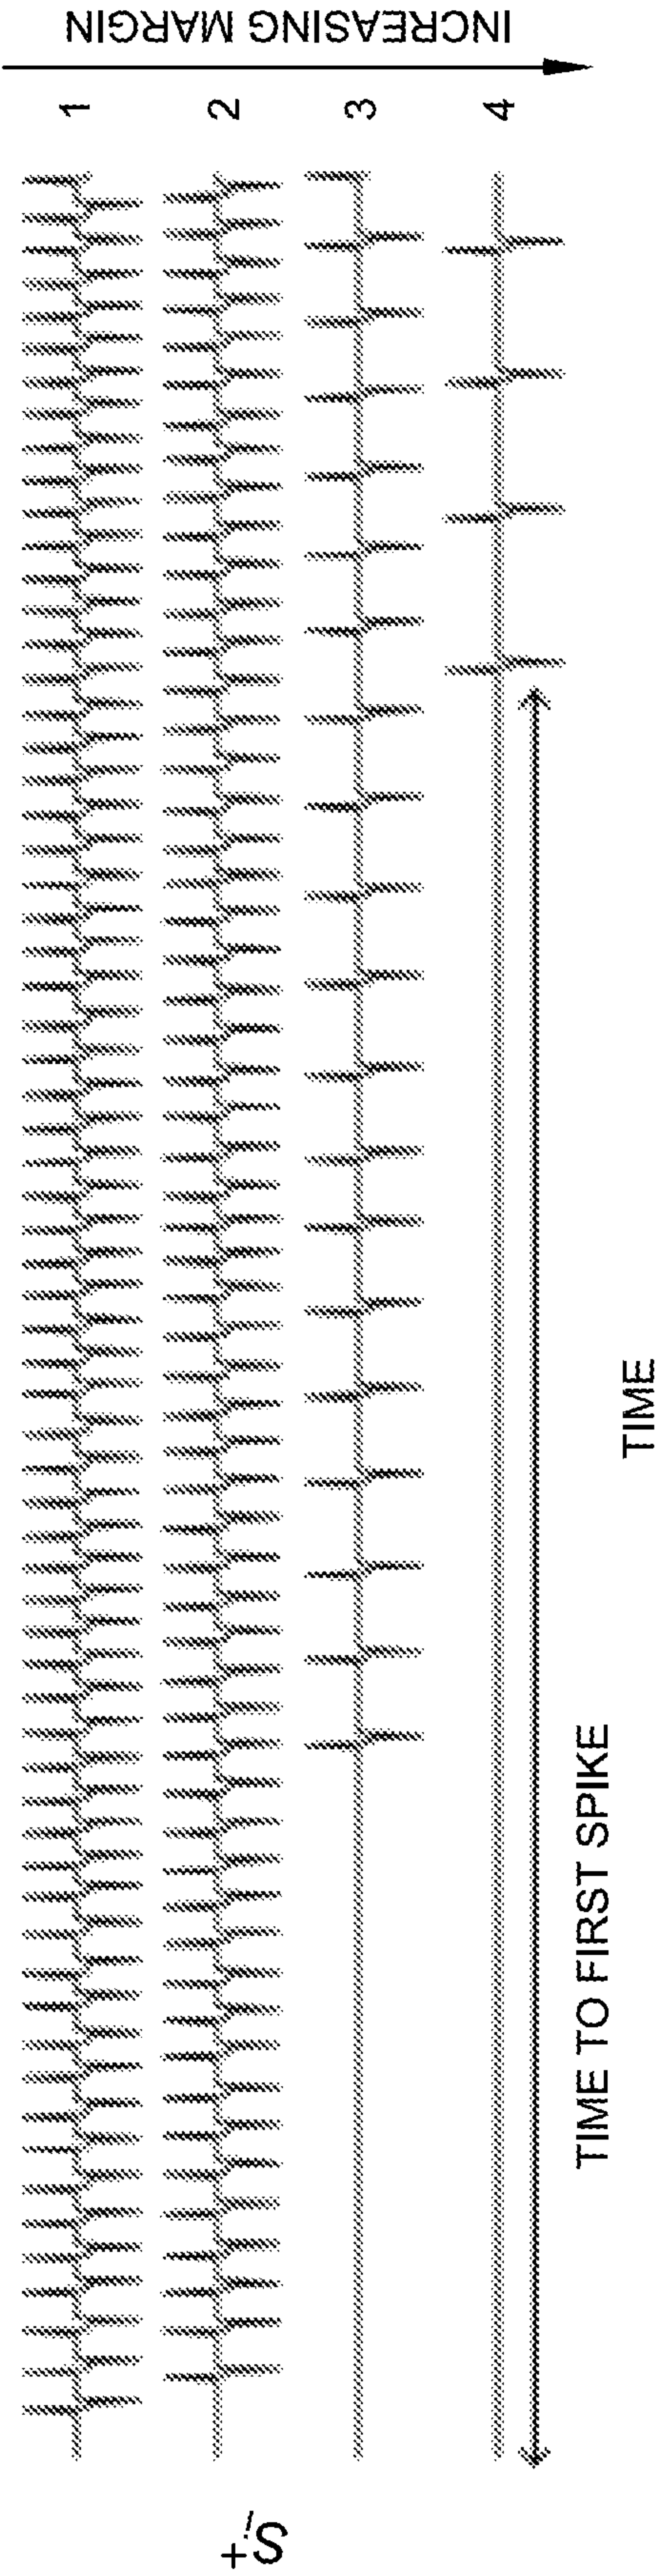 S_i^+
1
2
3
4
INCREASING MARGIN
TIME TO FIRST SPIKE
TIME